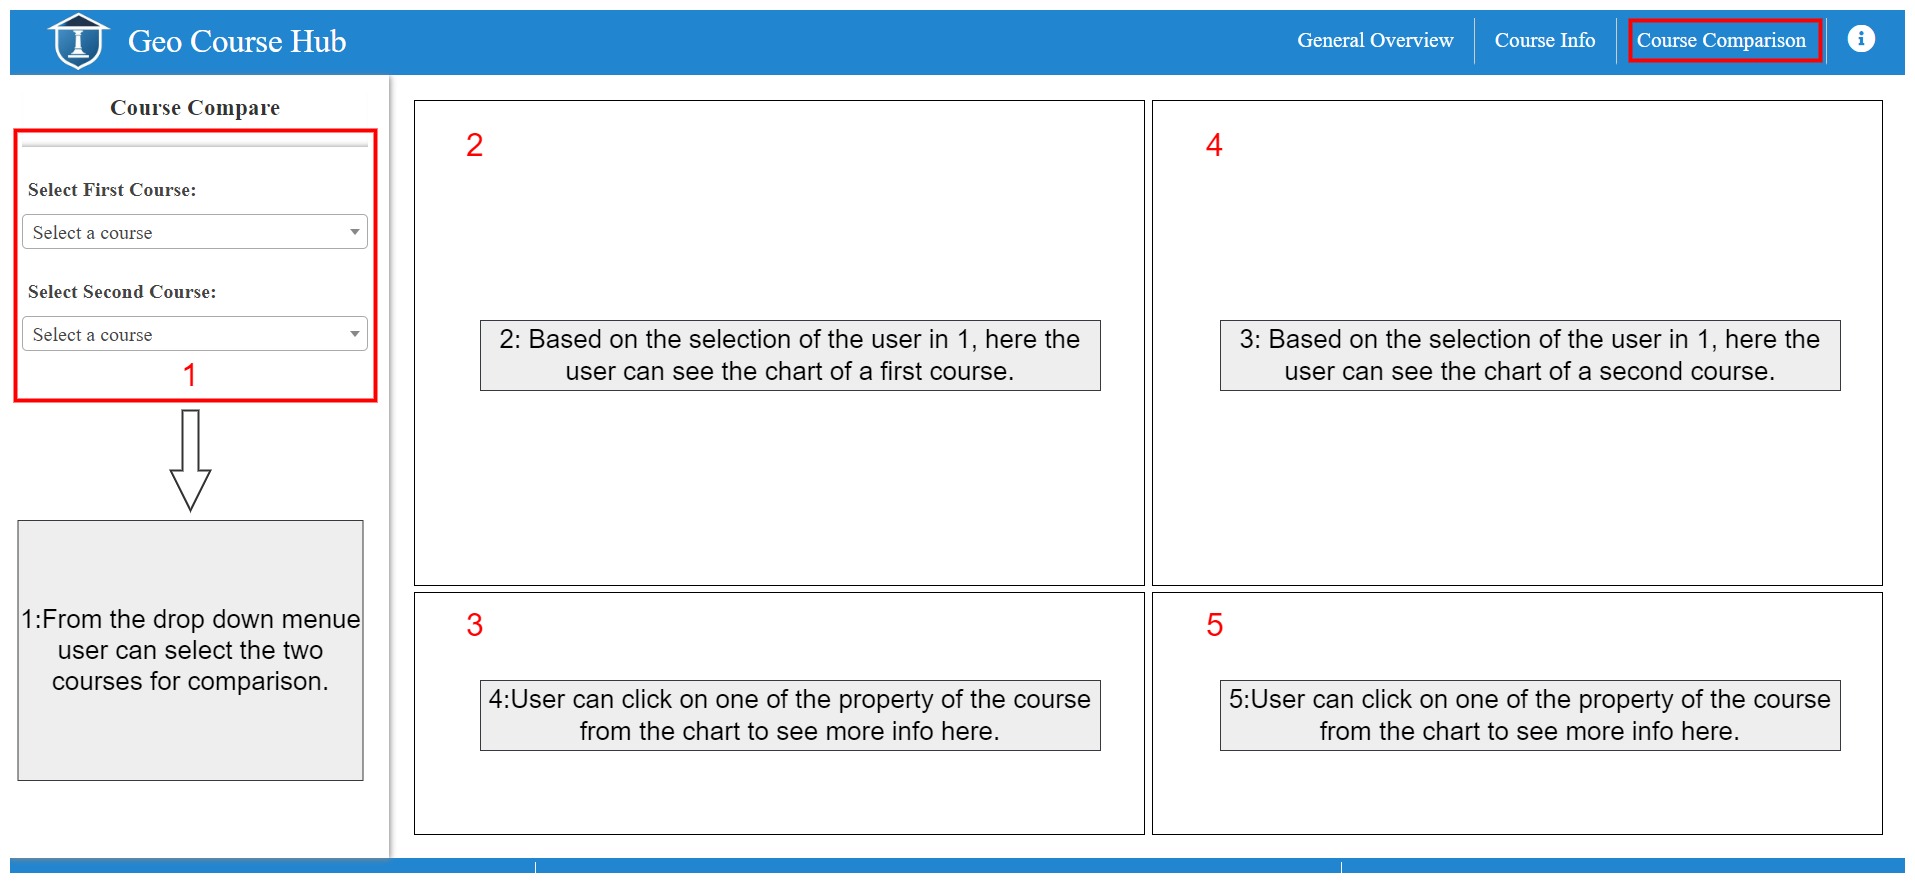 Geo Course Hub
General Overview
Course Info
Course Comparison
Course Compare
Select First Course:
Select a course
Select Second Course:
Select a course
1
1:From the drop down menue
user can select the two
courses for comparison.
2
2: Based on the selection of the user in 1, here the
user can see the chart of a first course.
4
3: Based on the selection of the user in 1, here the
user can see the chart of a second course.
3
4:User can click on one of the property of the course
from the chart to see more info here.
5
5:User can click on one of the property of the course
from the chart to see more info here.